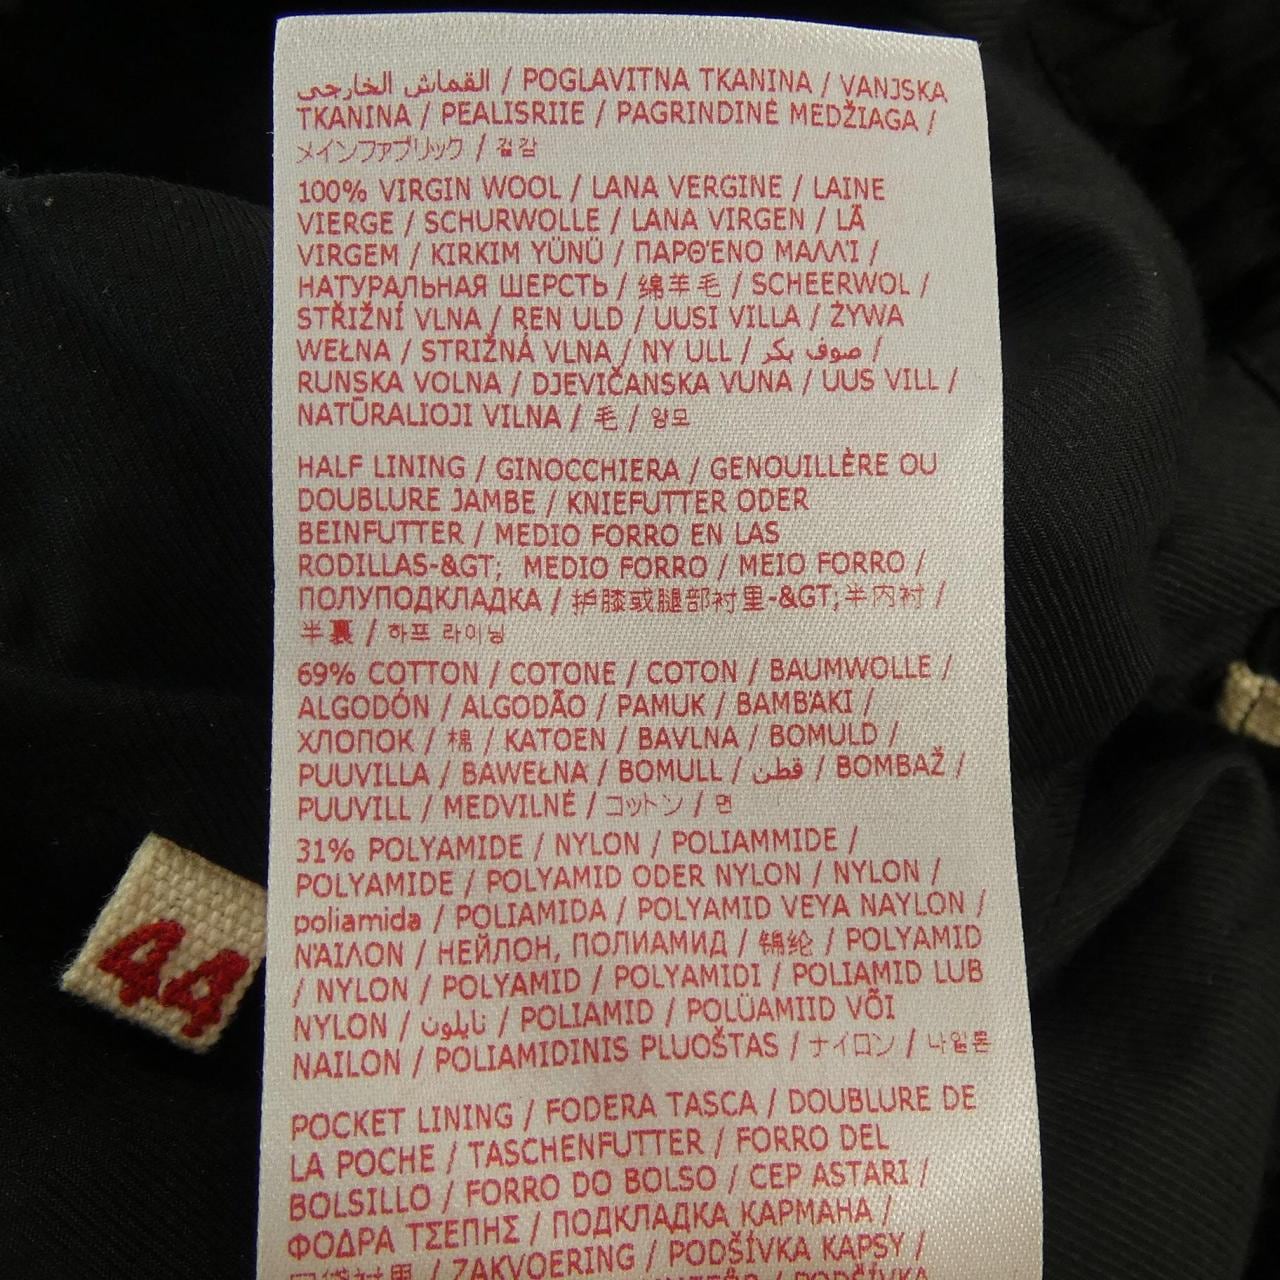 القماش الخارجي / POGLAVITNA TKANINA / VANJSKA
TKANINA / PEALISRIIE / PAGRINDINĖ MEDŽIAGA /
メインファブリック / 겉감
100% VIRGIN WOOL / LANA VERGINE / LAINE
VIERGE / SCHURWOLLE / LANA VIRGEN / LÃ
VIRGEM / KIRKIM YÜNÜ / ΠΑΡΘΈΝΟ ΜΑΛΛΊ /
НАТУРАЛЬНАЯ ШЕРСТЬ / 绵羊毛 / SCHEERWOL /
STŘIŽNÍ VLNA / REN ULD / UUSI VILLA / ŻYWA
WEŁNA / STRIŽNÁ VLNA / NY ULL / صوف بكر /
RUNSKA VOLNA / DJEVIČANSKA VUNA / UUS VILL /
NATŪRALIOJI VILNA / 毛 / 양모
HALF LINING / GINOCCHIERA / GENOUILLÈRE OU
DOUBLURE JAMBE / KNIEFUTTER ODER
BEINFUTTER / MEDIO FORRO EN LAS
RODILLAS-&GT; MEDIO FORRO / MEIO FORRO /
ПОЛУПОДКЛАДКА / 护膝或腿部衬里-&GT;半内衬 /
半裏 / 하프 라이닝
69% COTTON / COTONE / COTON / BAUMWOLLE /
ALGODÓN / ALGODÃO / PAMUK / ΒΑΜΒΆΚΙ /
ХЛОПОК / 棉 / KATOEN / BAVLNA / BOMULD /
PUUVILLA / BAWEŁNA / BOMULL / قطن / BOMBAŽ /
PUUVILL / MEDVILNĖ / コットン / 면
31% POLYAMIDE / NYLON / POLIAMMIDE /
POLYAMIDE / POLYAMID ODER NYLON / NYLON /
poliamida / POLIAMIDA / POLYAMID VEYA NAYLON /
ΝΆΙΛΟΝ / НЕЙЛОН, ПОЛИАМИД / 锦纶 / POLYAMID
/ NYLON / POLYAMID / POLYAMIDI / POLIAMID LUB
NYLON / نايلون / POLIAMID / POLÜAMIID VÕI
NAILON / POLIAMIDINIS PLUOŠTAS / ナイロン / 나일론
POCKET LINING / FODERA TASCA / DOUBLURE DE
LA POCHE / TASCHENFUTTER / FORRO DEL
BOLSILLO / FORRO DO BOLSO / CEP ASTARI /
ΦΟΔΡΑ ΤΣΕΠΗΣ / ПОДКЛАДКА КАРМАНА /
/ ZAKVOERING / PODŠÍVKA KAPSY /
44